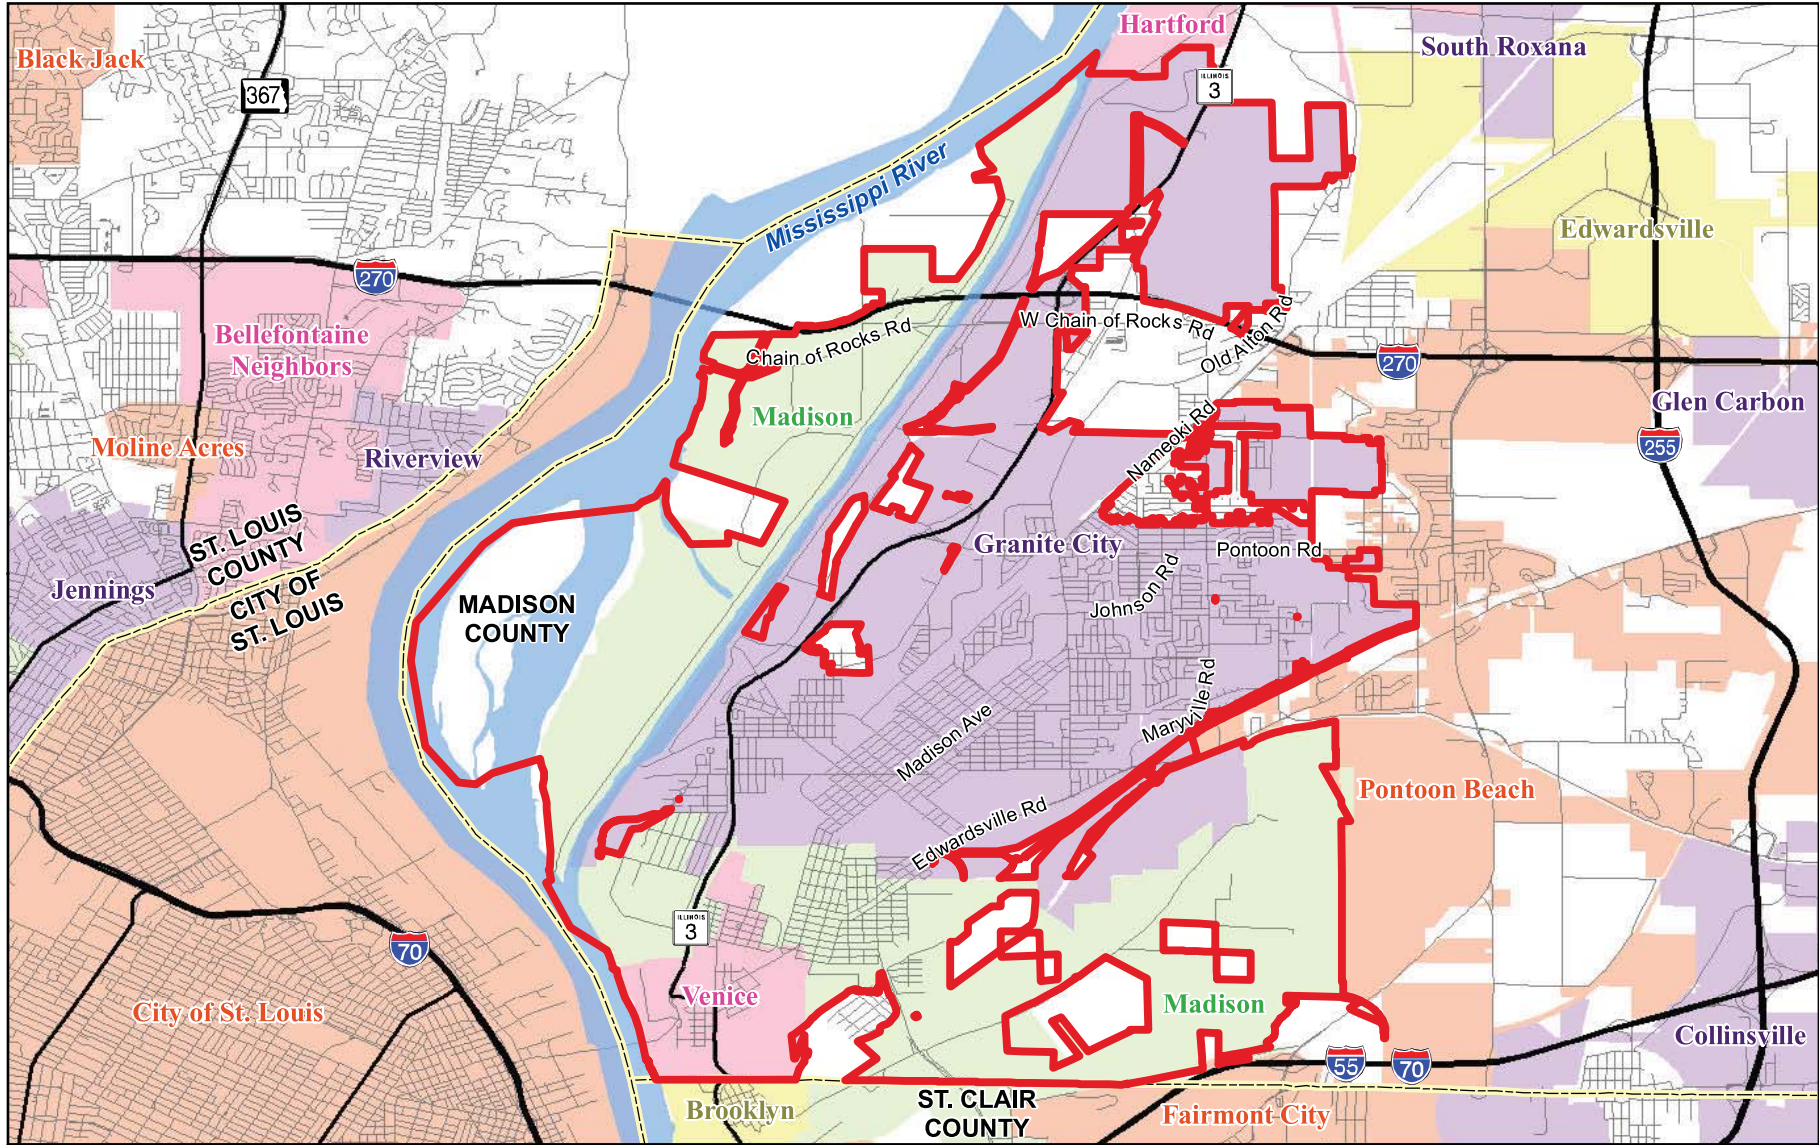 Hartford
South Roxana
Black Jack
367
ILLINOIS
3
Mississippi River
Edwardsville
270
Bellefontaine
Neighbors
W Chain of Rocks Rd
Chain of Rocks Rd
Old Alton Rd
270
Glen Carbon
Madison
Nameoki Rd
Moline Acres
Riverview
255
ST. LOUIS
COUNTY
CITY OF
ST. LOUIS
Granite City
Pontoon Rd
Jennings
MADISON
COUNTY
Johnson Rd
Maryville Rd
Madison Ave
Pontoon Beach
Edwardsville Rd
ILLINOIS
3
70
Venice
Madison
City of St. Louis
Collinsville
55
70
Brooklyn
ST. CLAIR
COUNTY
Fairmont City